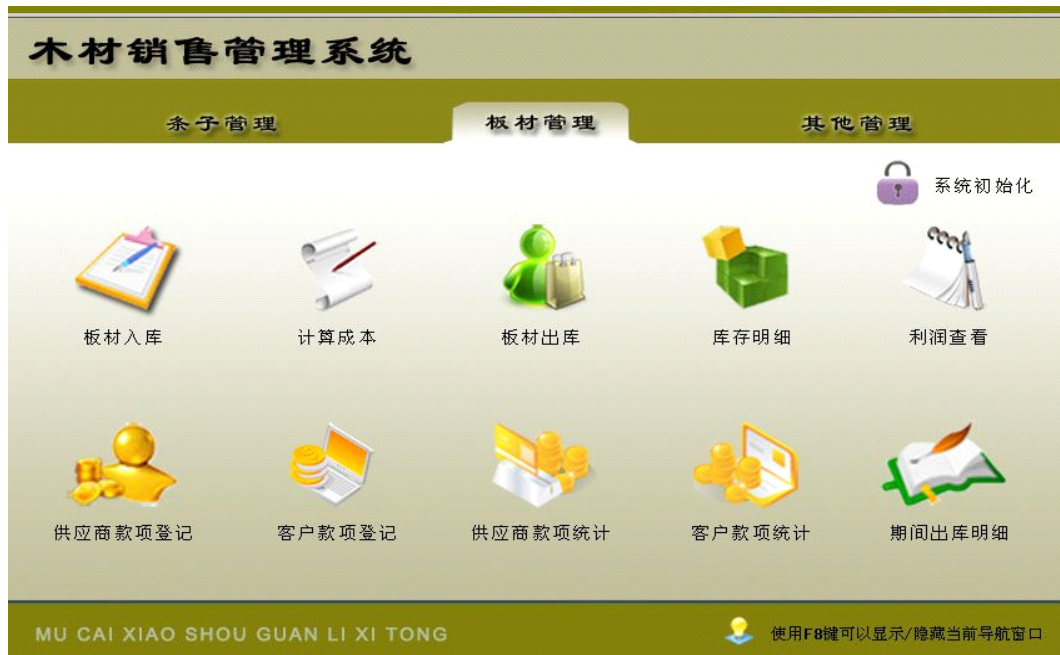 木材销售管理系统
条子管理 板材管理 其他管理
系统初始化
板材入库 计算成本 板材出库 库存明细 利润查看
供应商款项登记 客户款项登记 供应商款项统计 客户款项统计 期间出库明细
MU CAI XIAO SHOU GUAN LI XI TONG 使用F8键可以显示/隐藏当前导航窗口